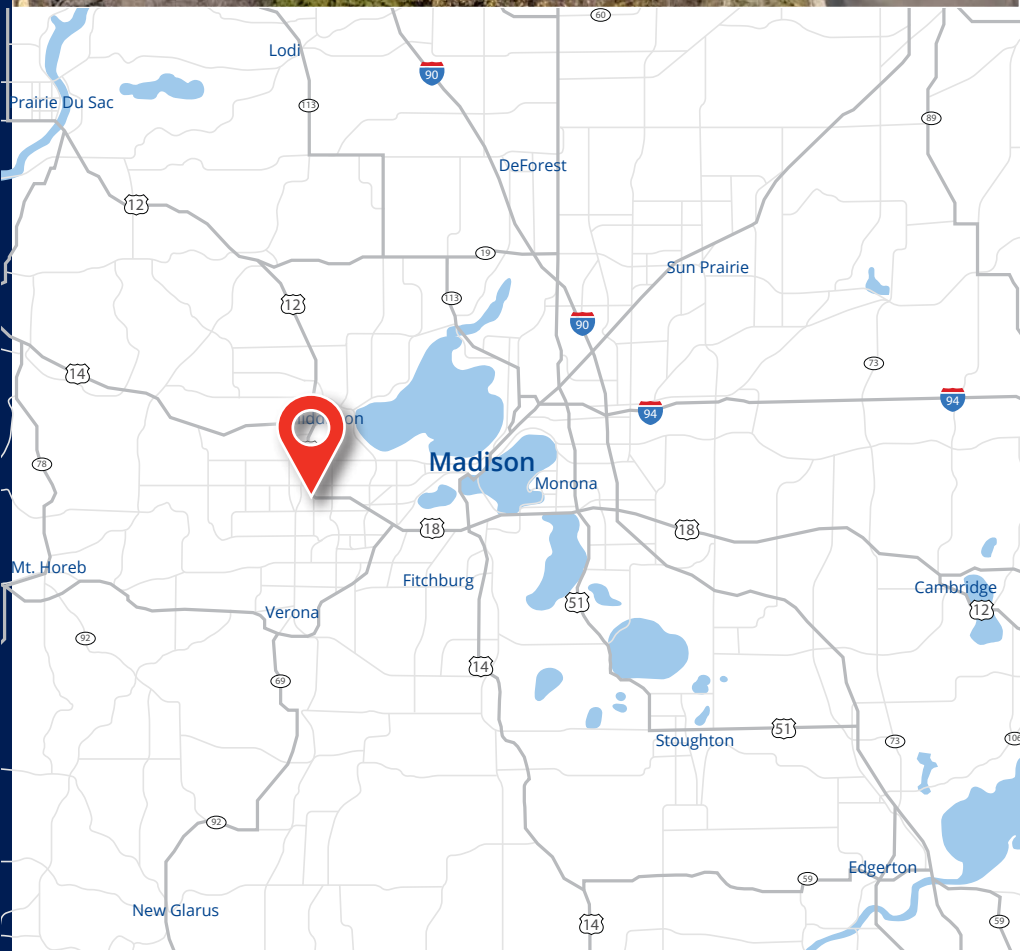 60
Lodi
90
Prairie Du Sac
113
89
DeForest
12
19
Sun Prairie
113
12
90
73
14
94
94
Madison
78
Monona
18
18
Mt. Horeb
Fitchburg
Cambridge
51
12
Verona
92
14
69
51
Stoughton
73
106
92
Edgerton
59
New Glarus
14
59